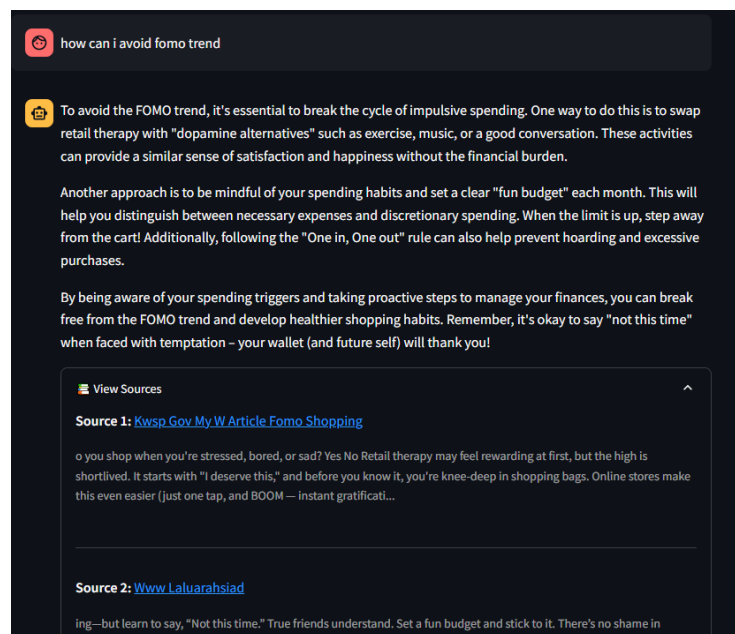 how can i avoid fomo trend
To avoid the FOMO trend, it's essential to break the cycle of impulsive spending. One way to do this is to swap
retail therapy with "dopamine alternatives" such as exercise, music, or a good conversation. These activities
can provide a similar sense of satisfaction and happiness without the financial burden.
Another approach is to be mindful of your spending habits and set a clear "fun budget" each month. This will
help you distinguish between necessary expenses and discretionary spending. When the limit is up, step away
from the cart! Additionally, following the "One in, One out" rule can also help prevent hoarding and excessive
purchases.
By being aware of your spending triggers and taking proactive steps to manage your finances, you can break
free from the FOMO trend and develop healthier shopping habits. Remember, it's okay to say "not this time"
when faced with temptation – your wallet (and future self) will thank you!
View Sources
Source 1: Kwsp Gov My W Article Fomo Shopping
o you shop when you're stressed, bored, or sad? Yes No Retail therapy may feel rewarding at first, but the high is
shortlived. It starts with "I deserve this," and before you know it, you're knee-deep in shopping bags. Online stores make
this even easier (just one tap, and BOOM — instant gratificati...
Source 2: Www Laluarahsiad
ing—but learn to say, “Not this time.” True friends understand. Set a fun budget and stick to it. There’s no shame in